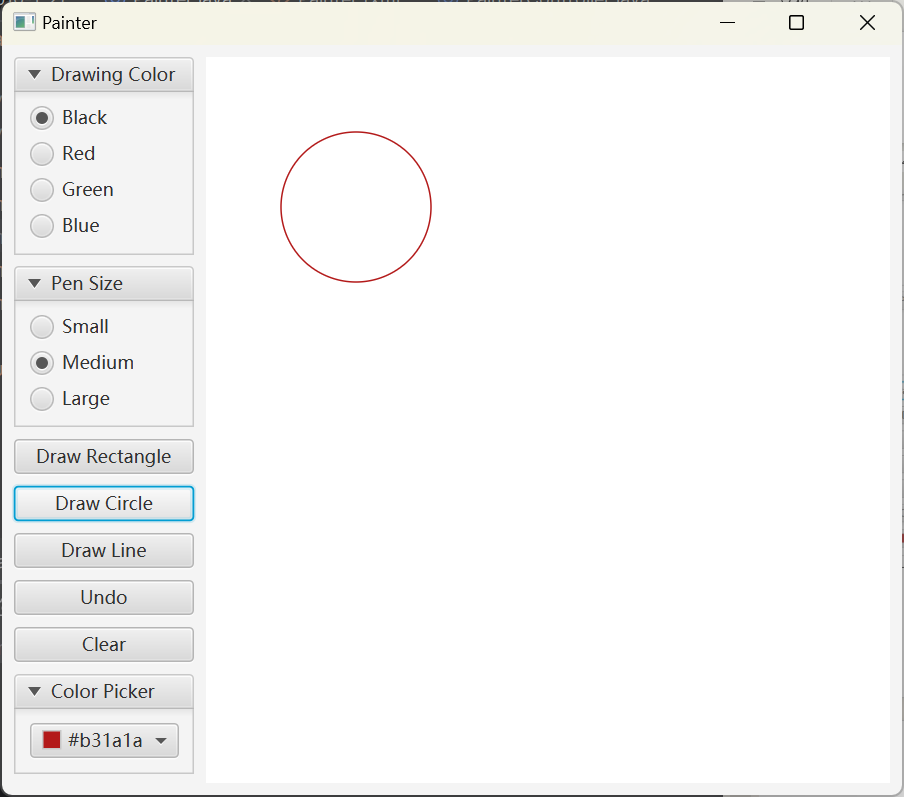 Painter
Drawing Color
Black
Red
Green
Blue
Pen Size
Small
Medium
Large
Draw Rectangle
Draw Circle
Draw Line
Undo
Clear
Color Picker
#b31a1a